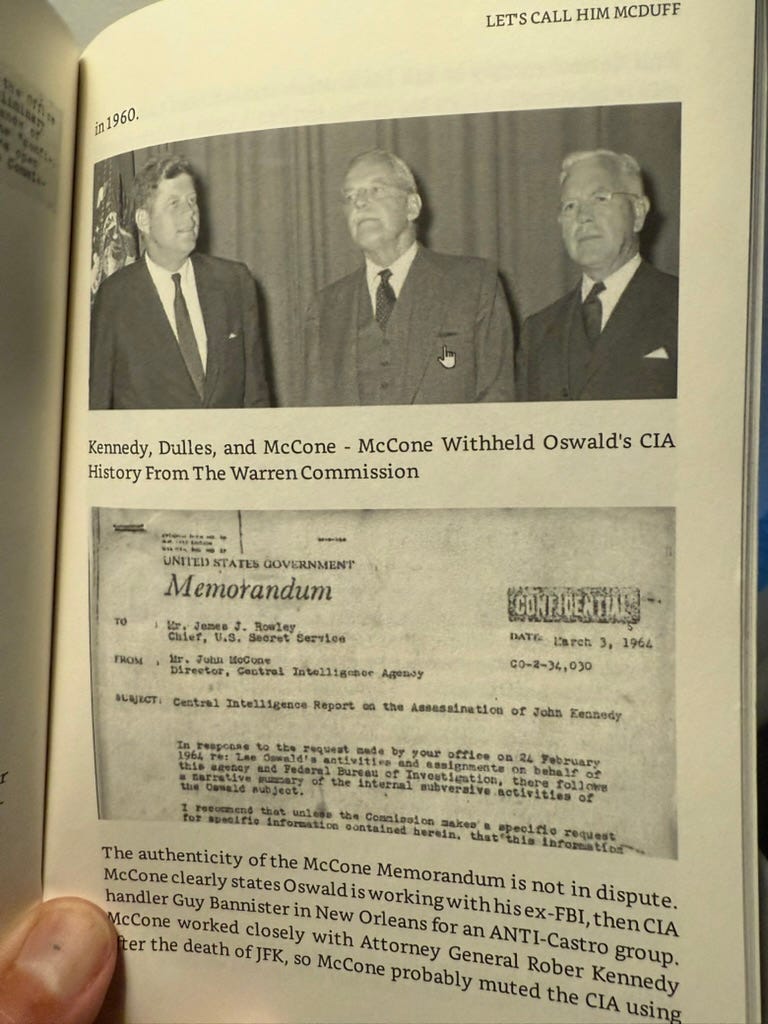 LET'S CALL HIM MCDUFF
in 1960.
Kennedy, Dulles, and McCone - McCone Withheld Oswald's CIA
History From The Warren Commission
UNITED STATES GOVERNMENT
Memorandum
CONFIDENTIAL
TO : Mr. James J. Rowley
Chief, U.S. Secret Service
DATE: March 3, 1964
FROM : Mr. John McCone
Director, Central Intelligence Agency
CO-2-34,030
SUBJECT: Central Intelligence Report on the Assassination of John Kennedy
In response to the request made by your office on 24 February
1964 re: Lee Oswald's activities and assignments on behalf of
this agency and Federal Bureau of Investigation, there follows
a narrative summary of the internal subversive activities of
the Oswald subject.
I recommend that unless the Commission makes a specific request
for specific information contained herein, that this information
The authenticity of the McCone Memorandum is not in dispute.
McCone clearly states Oswald is working with his ex-FBI, then CIA
handler Guy Bannister in New Orleans for an ANTI-Castro group.
McCone worked closely with Attorney General Rober Kennedy
after the death of JFK, so McCone probably muted the CIA using